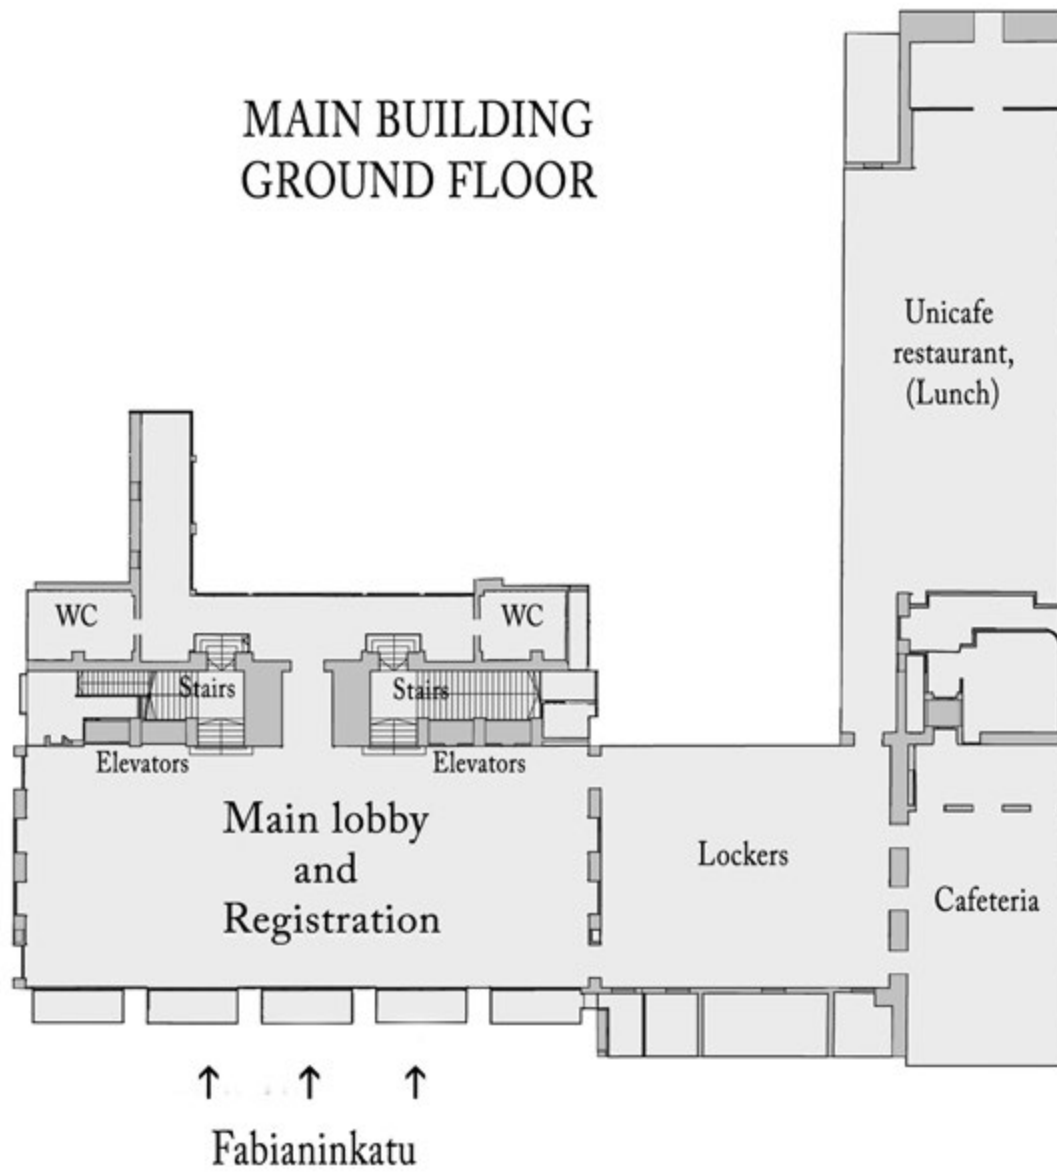 MAIN BUILDING
GROUND FLOOR
Unicafe
restaurant,
(Lunch)
WC
WC
Stairs
Stairs
Elevators
Elevators
Main lobby
and
Registration
Lockers
Cafeteria
Fabianinkatu